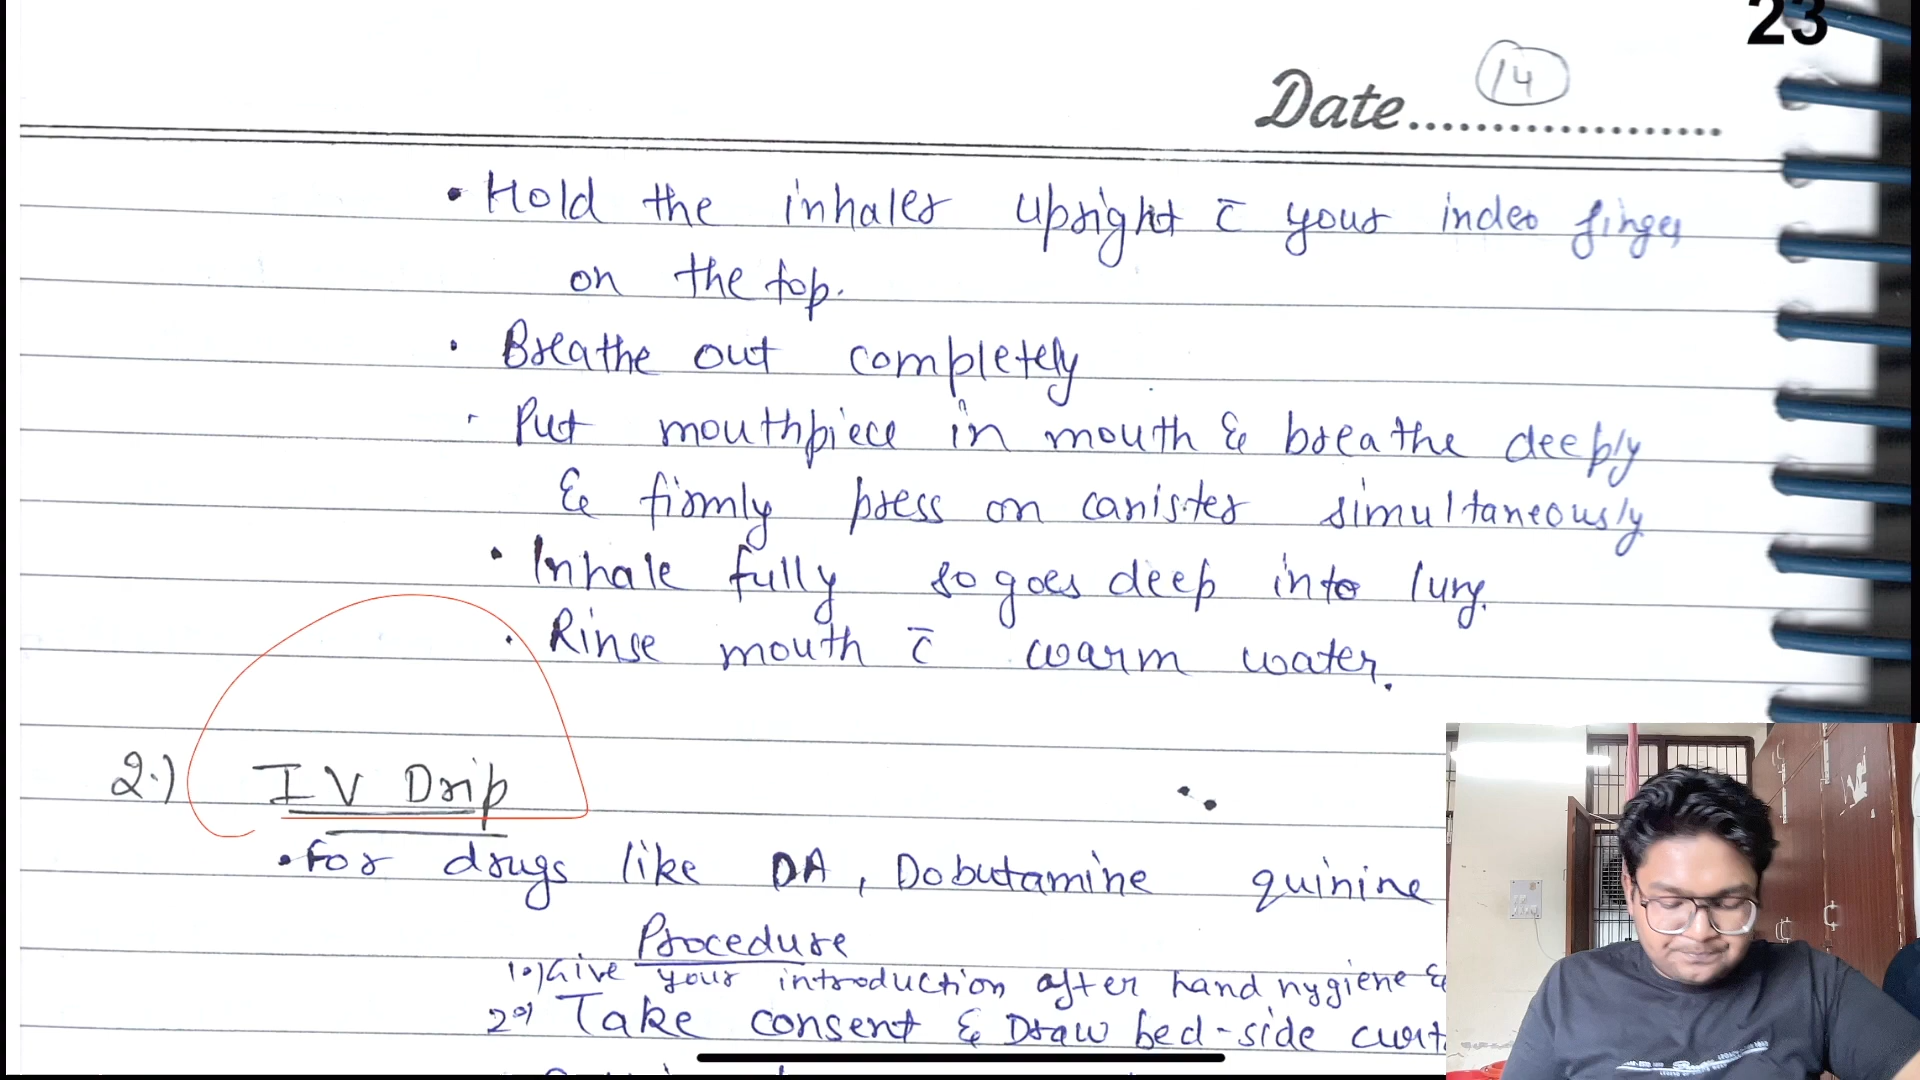 23
14
Date....................
• Hold the inhaler upright c̄ your index finger
on the top.
• Breathe out completely
• Put mouthpiece in mouth & breathe deeply
& firmly press on canister simultaneously
• Inhale fully so goes deep into lung.
• Rinse mouth c̄ warm water.
2.) IV Drip
• For drugs like DA, Dobutamine quinine
Procedure
1.) Give your introduction after hand hygiene &
2.) Take consent & Draw bed-side curt